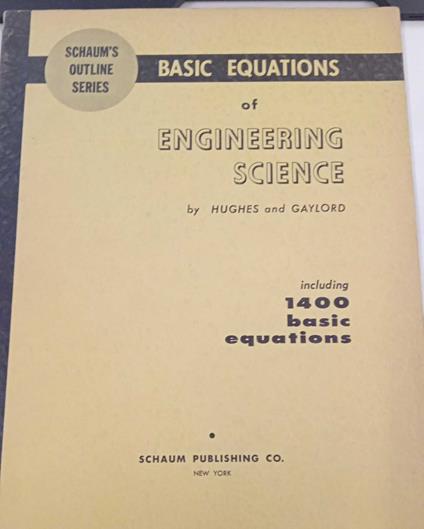 SCHAUM'S
OUTLINE
SERIES
BASIC EQUATIONS
of
ENGINEERING
SCIENCE
by HUGHES and GAYLORD
including
1400
basic
equations
SCHAUM PUBLISHING CO.
NEW YORK